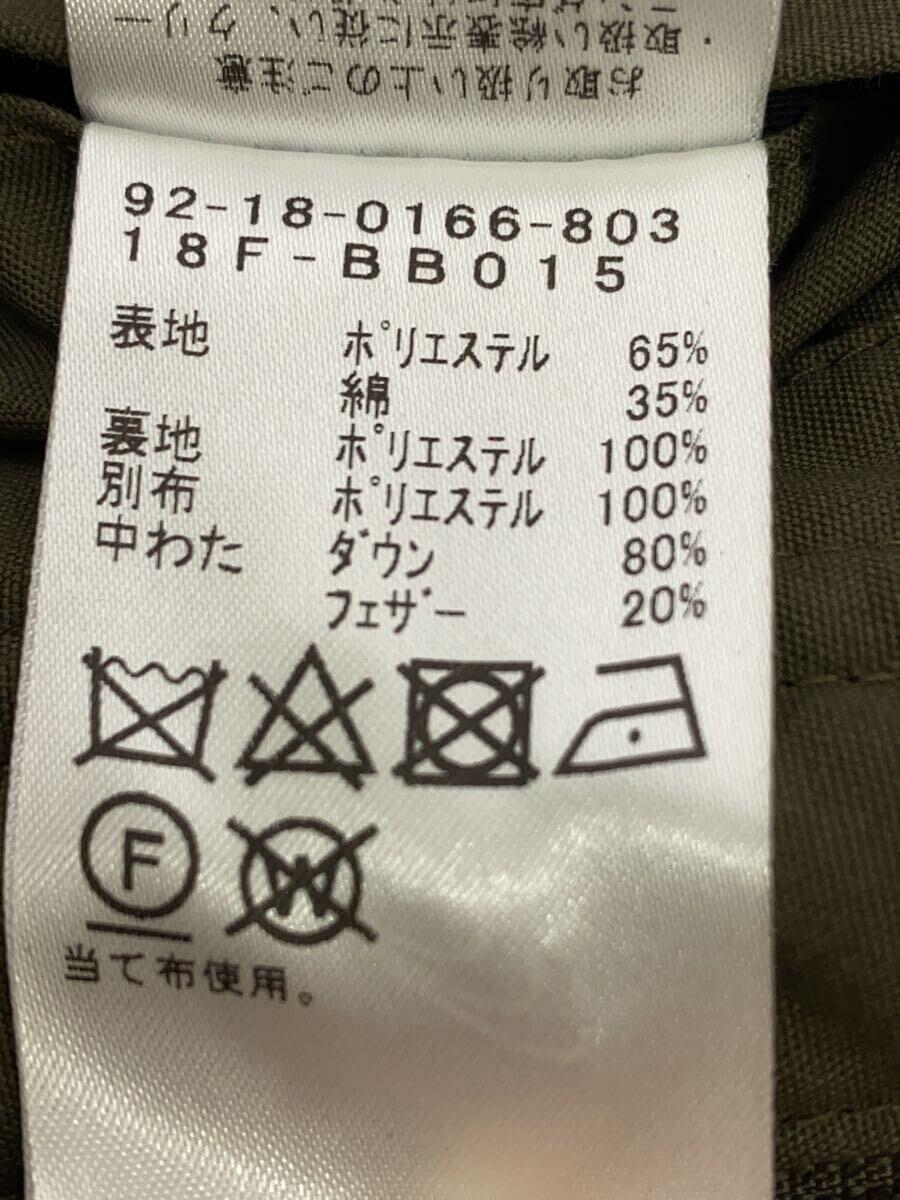 お取り扱い上のご注意
・取扱い絵表示に従い、クリー
92-18-0166-803
18F-BB015
表地 ポリエステル 65%
綿 35%
裏地 ポリエステル 100%
別布 ポリエステル 100%
中わた ダウン 80%
フェザー 20%
F W
当て布使用。